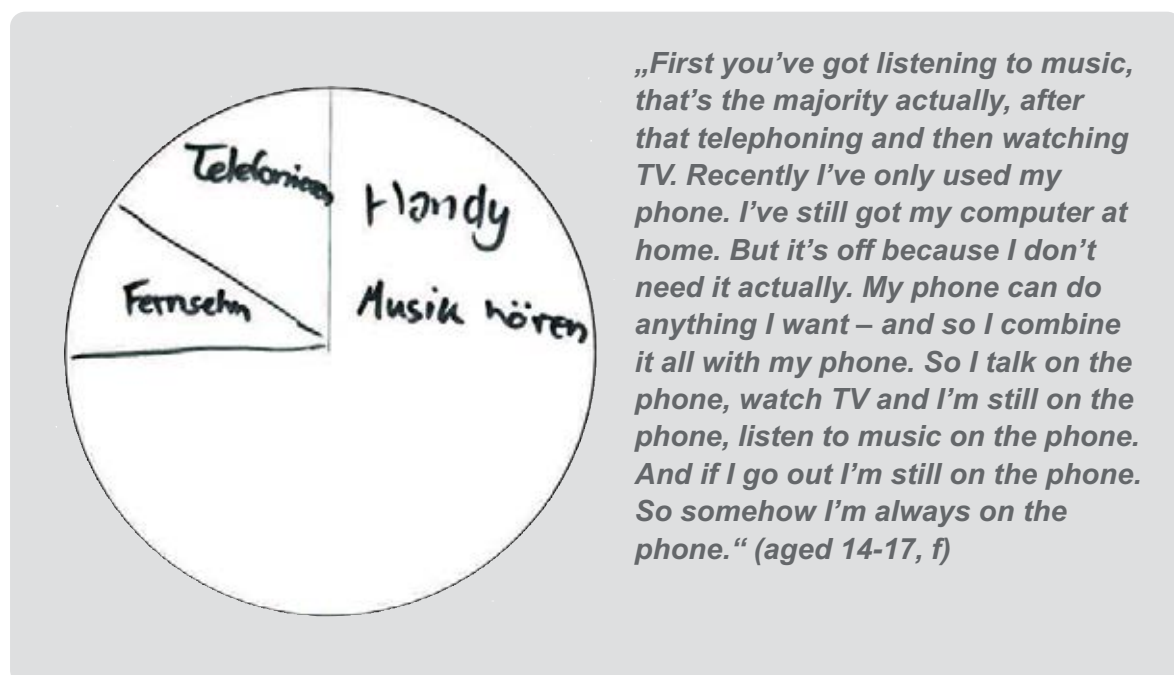 Telefonieren
Handy
Fernsehn
Musik hören
„First you’ve got listening to music,
that’s the majority actually, after
that telephoning and then watching
TV. Recently I’ve only used my
phone. I’ve still got my computer at
home. But it’s off because I don’t
need it actually. My phone can do
anything I want – and so I combine
it all with my phone. So I talk on the
phone, watch TV and I’m still on the
phone, listen to music on the phone.
And if I go out I’m still on the phone.
So somehow I’m always on the
phone.“ (aged 14-17, f)